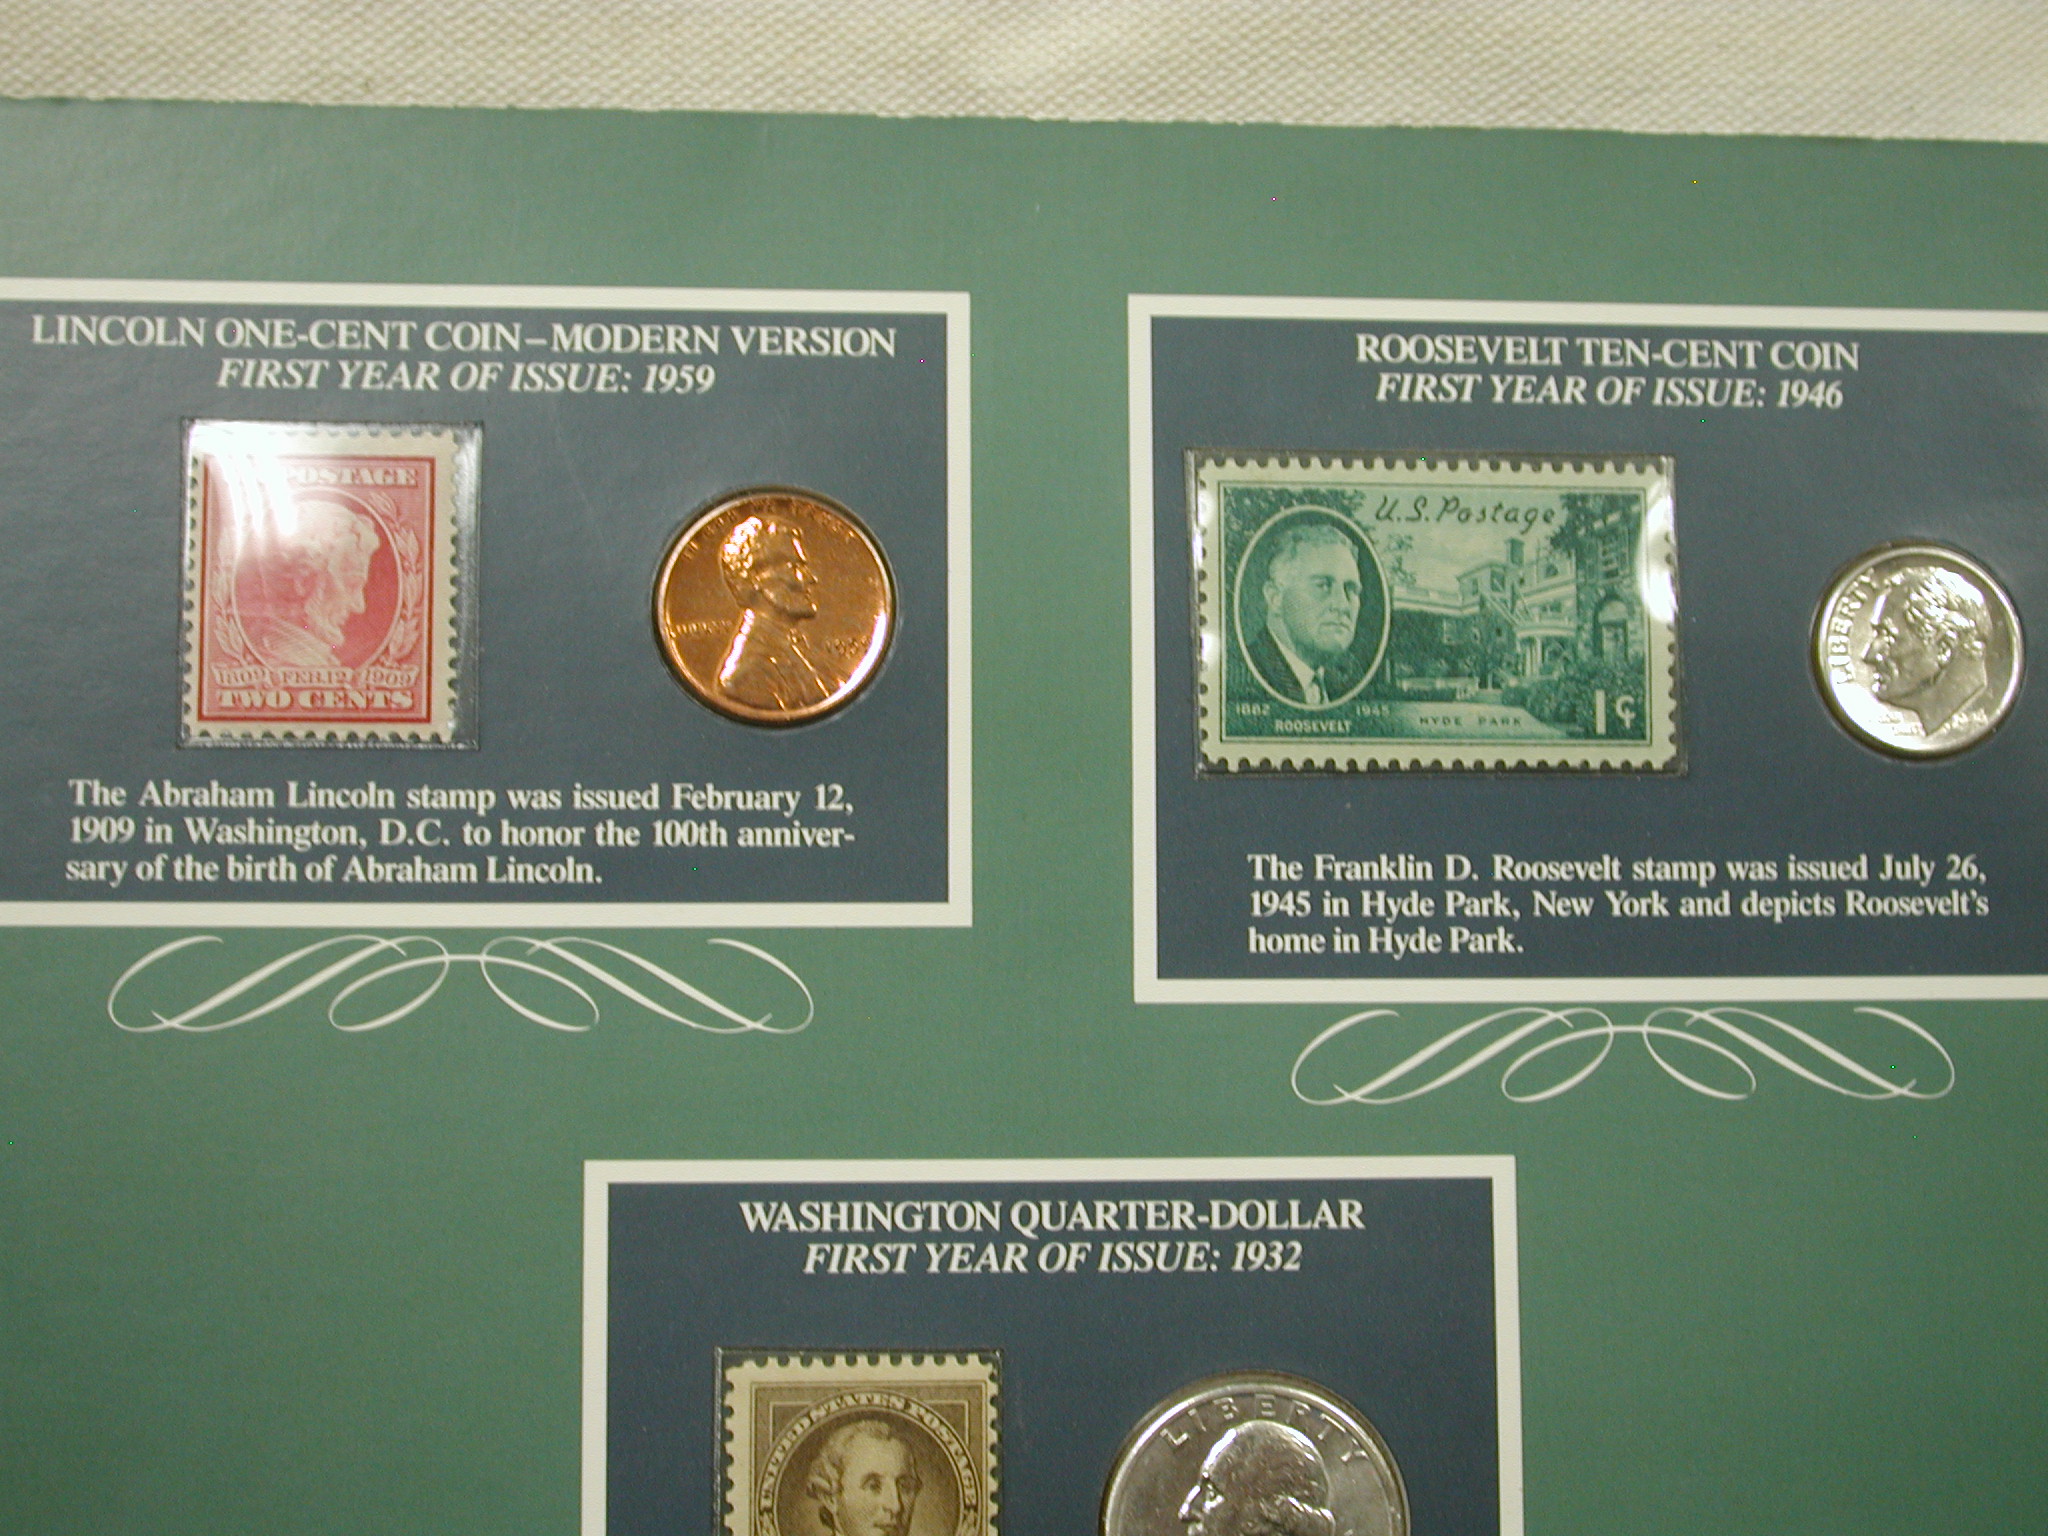 LINCOLN ONE-CENT COIN–MODERN VERSION
FIRST YEAR OF ISSUE: 1959
POSTAGE
1809 FEB.12 1909
TWO CENTS
The Abraham Lincoln stamp was issued February 12,
1909 in Washington, D.C. to honor the 100th anniver-
sary of the birth of Abraham Lincoln.
ROOSEVELT TEN-CENT COIN
FIRST YEAR OF ISSUE: 1946
U.S. Postage
1882 1945
ROOSEVELT
HYDE PARK
1¢
LIBERTY
The Franklin D. Roosevelt stamp was issued July 26,
1945 in Hyde Park, New York and depicts Roosevelt's
home in Hyde Park.
WASHINGTON QUARTER-DOLLAR
FIRST YEAR OF ISSUE: 1932
UNITED STATES POSTAGE
LIBERTY